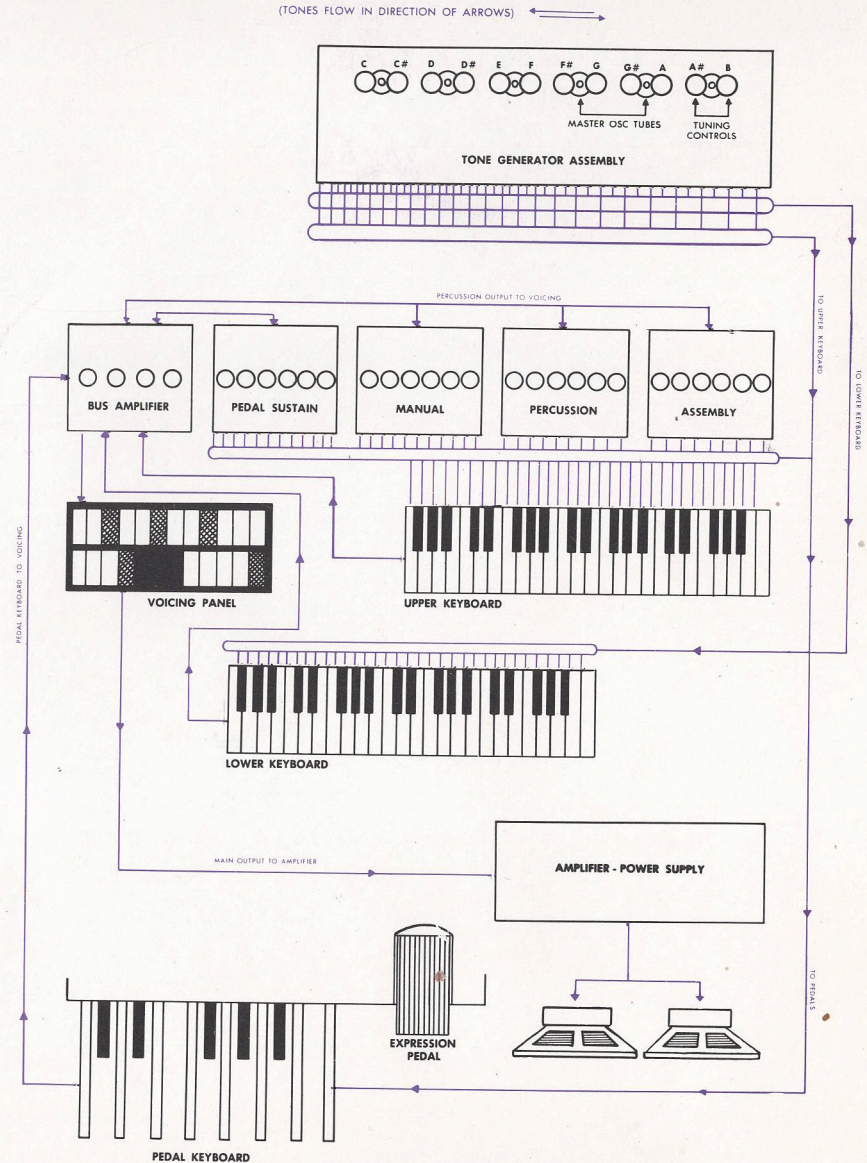 (TONES FLOW IN DIRECTION OF ARROWS)
C C# D D# E F F# G G# A A# B
MASTER OSC TUBES
TUNING
CONTROLS
TONE GENERATOR ASSEMBLY
PERCUSSION OUTPUT TO VOICING
TO UPPER KEYBOARD
TO LOWER KEYBOARD
BUS AMPLIFIER
PEDAL SUSTAIN
MANUAL
PERCUSSION
ASSEMBLY
PEDAL KEYBOARD TO VOICING
VOICING PANEL
UPPER KEYBOARD
LOWER KEYBOARD
MAIN OUTPUT TO AMPLIFIER
AMPLIFIER - POWER SUPPLY
TO PEDALS
EXPRESSION
PEDAL
PEDAL KEYBOARD